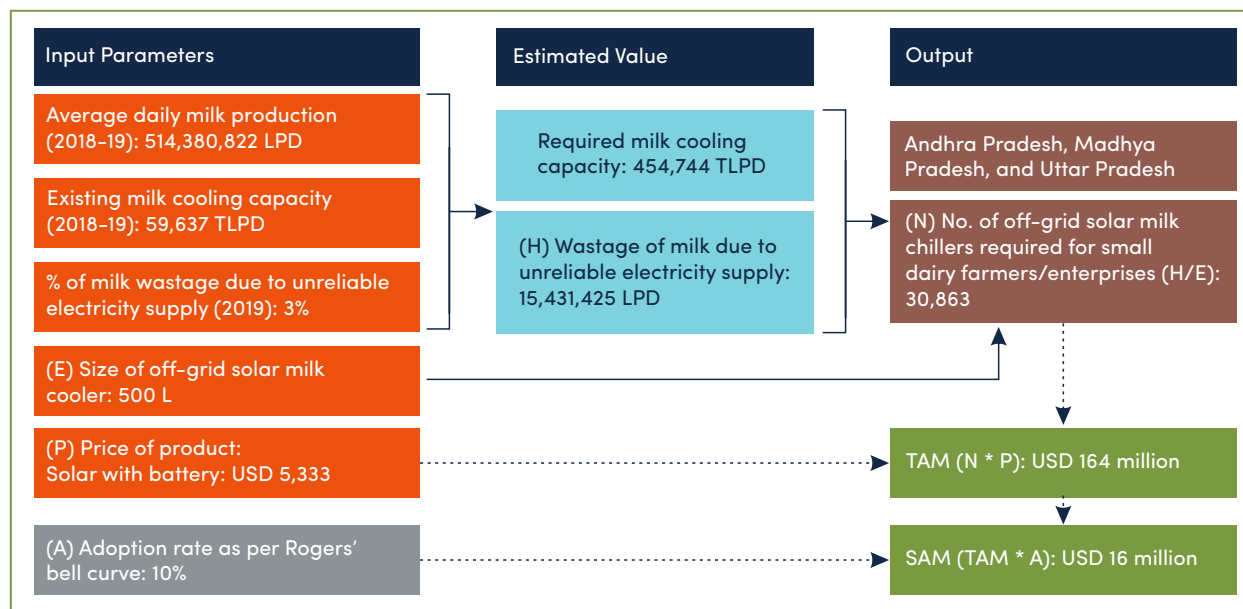 Input Parameters
Average daily milk production
(2018-19): 514,380,822 LPD
Existing milk cooling capacity
(2018-19): 59,637 TLPD
% of milk wastage due to unreliable
electricity supply (2019): 3%
(E) Size of off-grid solar milk
cooler: 500 L
(P) Price of product:
Solar with battery: USD 5,333
(A) Adoption rate as per Rogers’
bell curve: 10%
Estimated Value
Required milk cooling
capacity: 454,744 TLPD
(H) Wastage of milk due to
unreliable electricity supply:
15,431,425 LPD
Output
Andhra Pradesh, Madhya
Pradesh, and Uttar Pradesh
(N) No. of off-grid solar milk
chillers required for small
dairy farmers/enterprises (H/E):
30,863
TAM (N * P): USD 164 million
SAM (TAM * A): USD 16 million